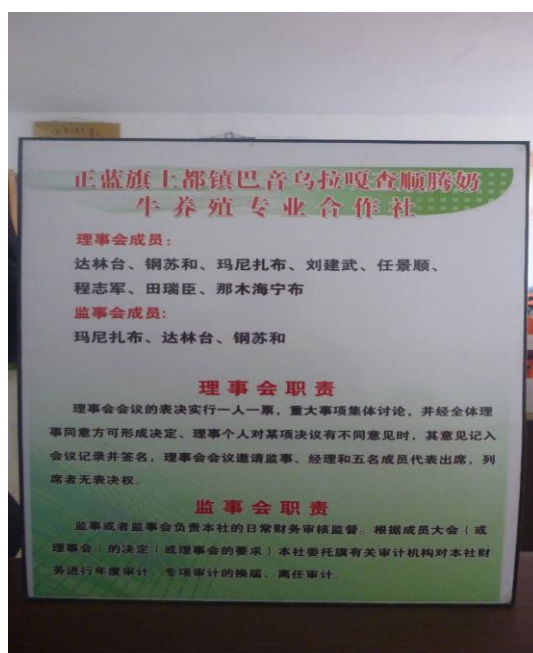 正蓝旗上都镇巴音乌拉嘎查顺腾奶
牛养殖专业合作社
理事会成员：
达林台、钢苏和、玛尼扎布、刘建武、任景顺、
程志军、田瑞臣、那木海宁布
监事会成员：
玛尼扎布、达林台、钢苏和
理事会职责
理事会会议的表决实行一人一票，重大事项集体讨论，并经全体理
事同意方可形成决定、理事个人对某项决议有不同意见时，其意见记入
会议记录并签名，理事会会议邀请监事、经理和五名成员代表出席，列
席者无表决权。
监事会职责
监事或者监事会负责本社的日常财务审核监督。根据成员大会（或
理事会）的决定（或理事会的要求）本社委托旗有关审计机构对本社财
务进行年度审计、专项审计的换届、离任审计。